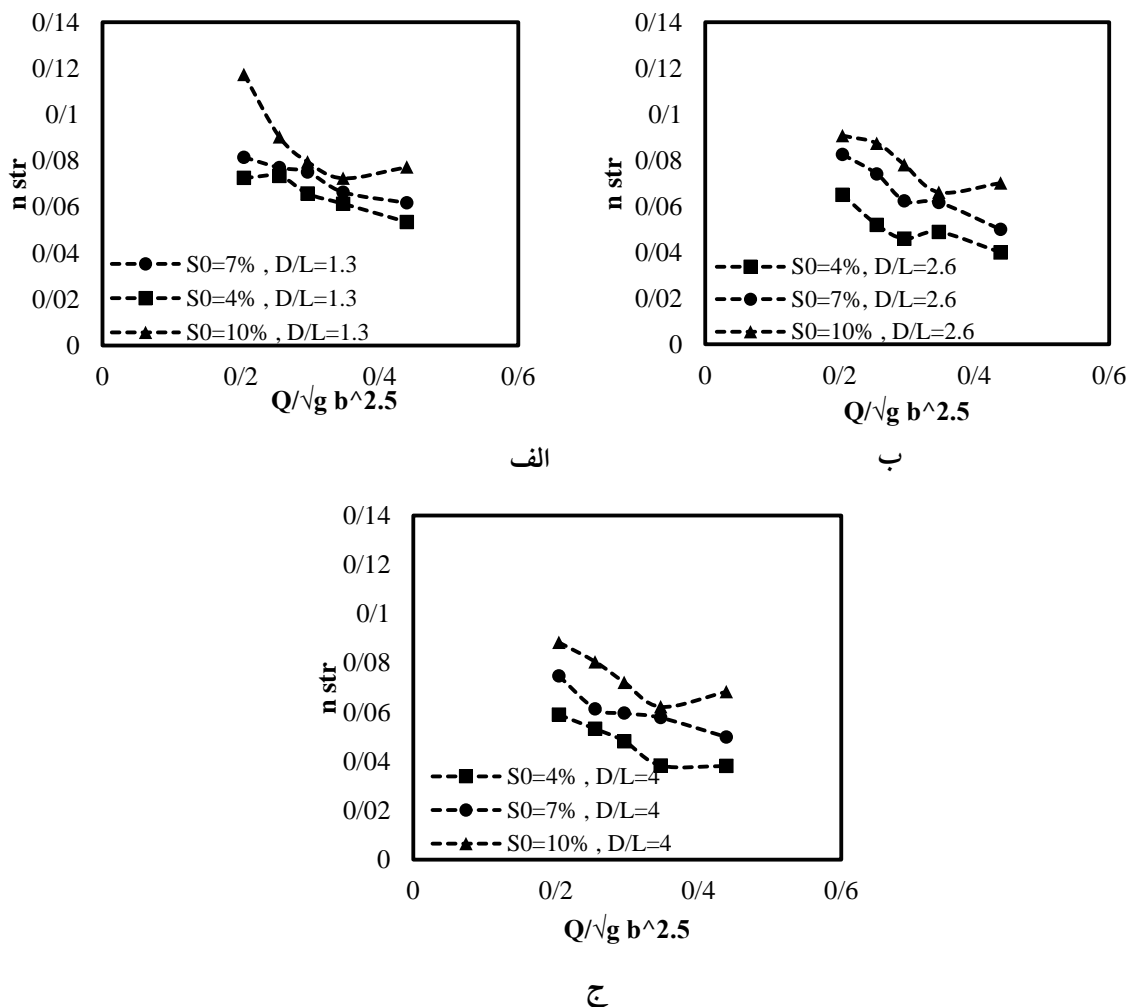 0/14
0/12
0/1
0/08
0/06
0/04
0/02
0
n str
S0=7% , D/L=1.3
S0=4% , D/L=1.3
S0=10% , D/L=1.3
0 0/2 0/4 0/6
Q/√g b^2.5
الف
0/14
0/12
0/1
0/08
0/06
0/04
0/02
0
n str
S0=4%, D/L=2.6
S0=7% , D/L=2.6
S0=10% , D/L=2.6
0 0/2 0/4 0/6
Q/√g b^2.5
ب
0/14
0/12
0/1
0/08
0/06
0/04
0/02
0
n str
S0=4% , D/L=4
S0=7% , D/L=4
S0=10% , D/L=4
0 0/2 0/4 0/6
Q/√g b^2.5
ج